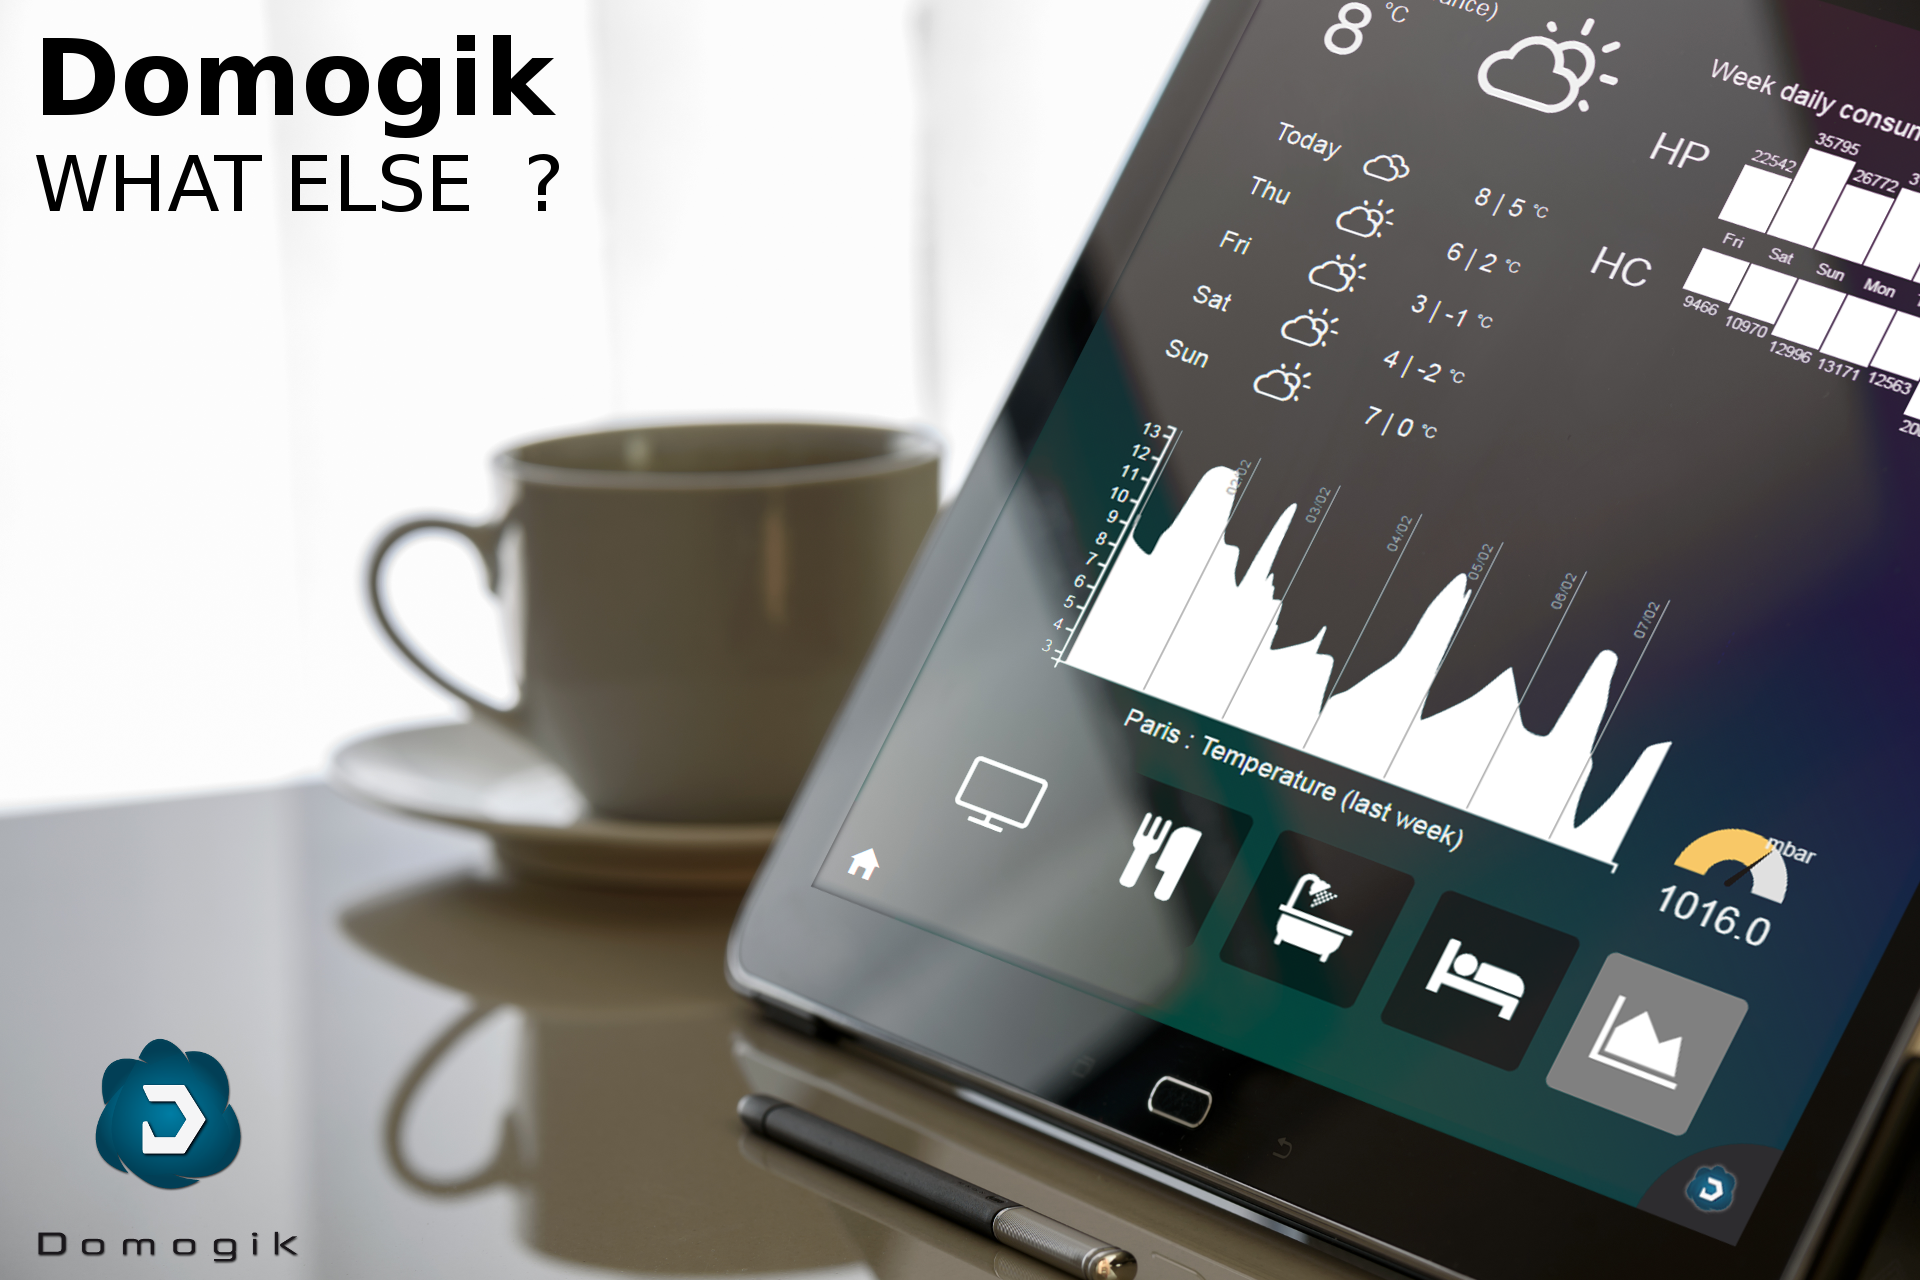 Domogik
WHAT ELSE ?
8 °C
Week daily
HP
22542
35795
26772
Fri
Sat
Sun
Mon
HC
9466
10970
12996
13171
12563
Today
8 | 5 °C
Thu
6 | 2 °C
Fri
3 | -1 °C
Sat
4 | -2 °C
Sun
7 | 0 °C
13
12
11
10
9
8
7
6
5
4
3
02/02
03/02
04/02
05/02
06/02
07/02
Paris : Temperature (last week)
mbar
1016.0
Domogik